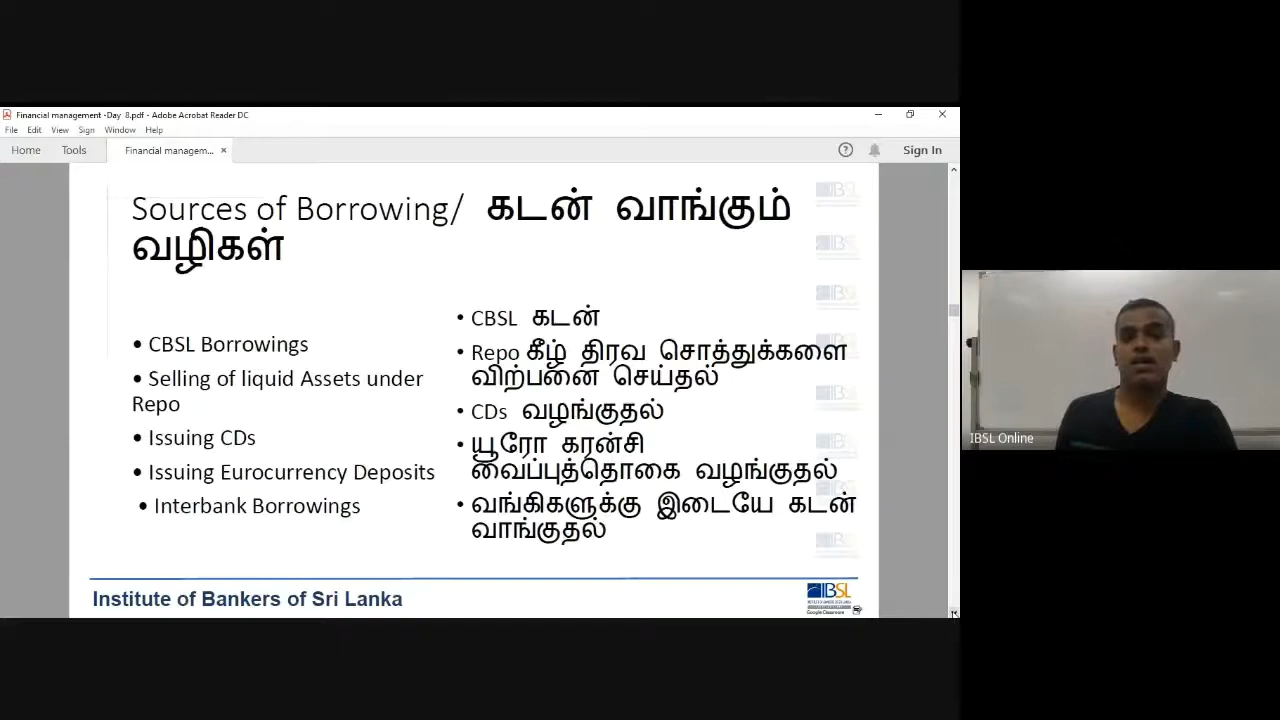 Financial management -Day 8.pdf - Adobe Acrobat Reader DC
File Edit View Sign Window Help
Home Tools Financial managem... × Sign In
Sources of Borrowing/ கடன் வாங்கும்
வழிகள்
• CBSL Borrowings
• Selling of liquid Assets under
Repo
• Issuing CDs
• Issuing Eurocurrency Deposits
• Interbank Borrowings
• CBSL கடன்
• Repo கீழ் திரவ சொத்துக்களை
விற்பனை செய்தல்
• CDs வழங்குதல்
• யூரோ கரன்சி
வைப்புத்தொகை வழங்குதல்
• வங்கிகளுக்கு இடையே கடன்
வாங்குதல்
Institute of Bankers of Sri Lanka
IBSL
Google Classroom
IBSL Online